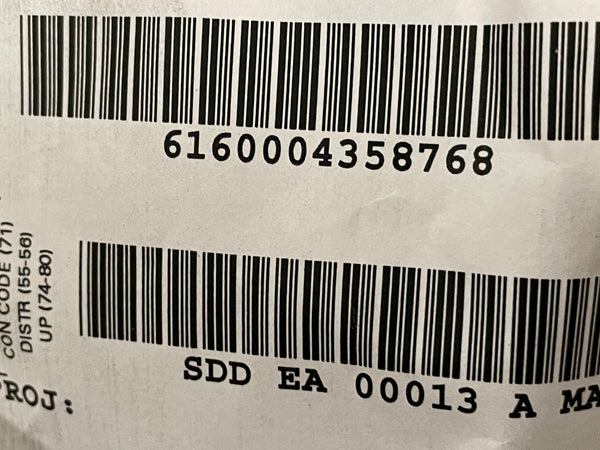 6160004358768
CON CODE (71)
DISTR (55-56)
UP (74-80)
SDD EA 00013 A MA
PROJ: